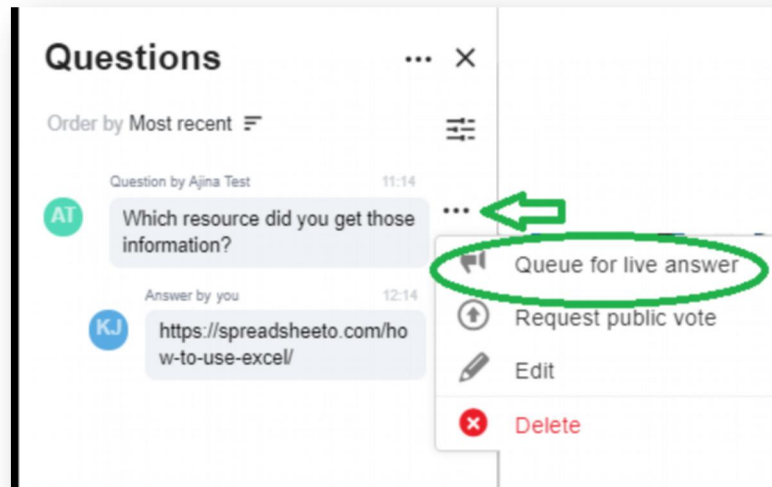 Questions
Order by Most recent
Question by Ajina Test 11:14
AT
Which resource did you get those
information?
Queue for live answer
Answer by you 12:14
Request public vote
KJ
https://spreadsheeto.com/ho
w-to-use-excel/
Edit
Delete